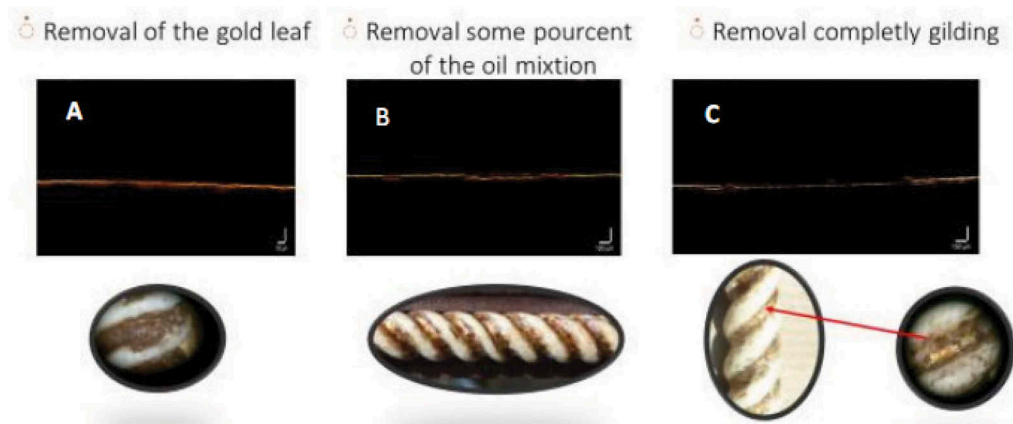 Removal of the gold leaf
Removal some pourcent
of the oil mixtion
Removal completly gilding
A
B
C